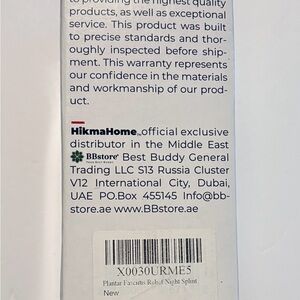 to providing the highest quality
products, as well as exceptional
service. This product was built
to precise standards and thor-
oughly inspected before ship-
ment. This warranty represents
our confidence in the materials
and workmanship of our prod-
uct.
HikmaHome, official exclusive
distributor in the Middle East
BBstore Best Buddy General
Trading LLC S13 Russia Cluster
V12 International City, Dubai,
UAE PO.Box 455145 Info@bb-
store.ae www.BBstore.ae
X0030URME5
Plantar Fasciitis Relief Night Splint
New